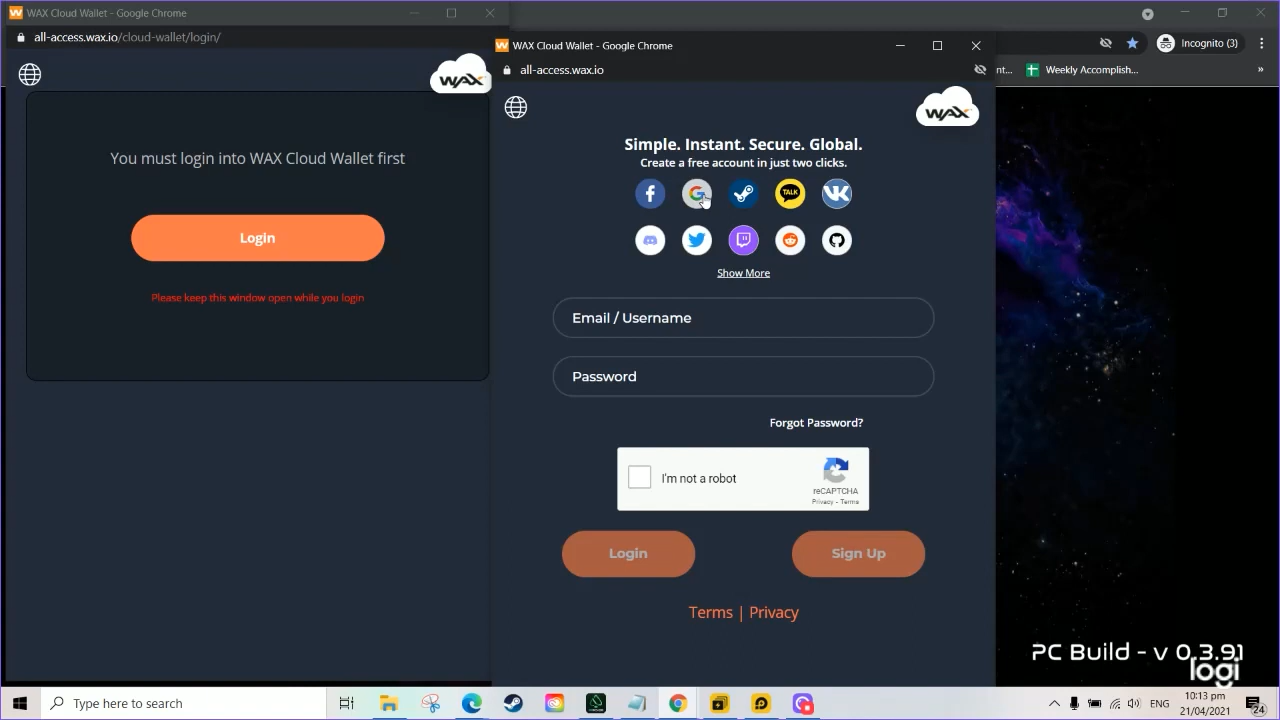 WAX Cloud Wallet - Google Chrome
all-access.wax.io/cloud-wallet/login/
WAX
You must login into WAX Cloud Wallet first
Login
Please keep this window open while you login
WAX Cloud Wallet - Google Chrome
all-access.wax.io
WAX
Simple. Instant. Secure. Global.
Create a free account in just two clicks.
TALK
Show More
Email / Username
Password
Forgot Password?
I'm not a robot
reCAPTCHA
Privacy - Terms
Login
Sign Up
Terms | Privacy
Incognito (3)
nt...
Weekly Accomplish...
PC Build - v 0.3.91
logi
Type here to search
ENG
10:13 pm
21/04/2021
24